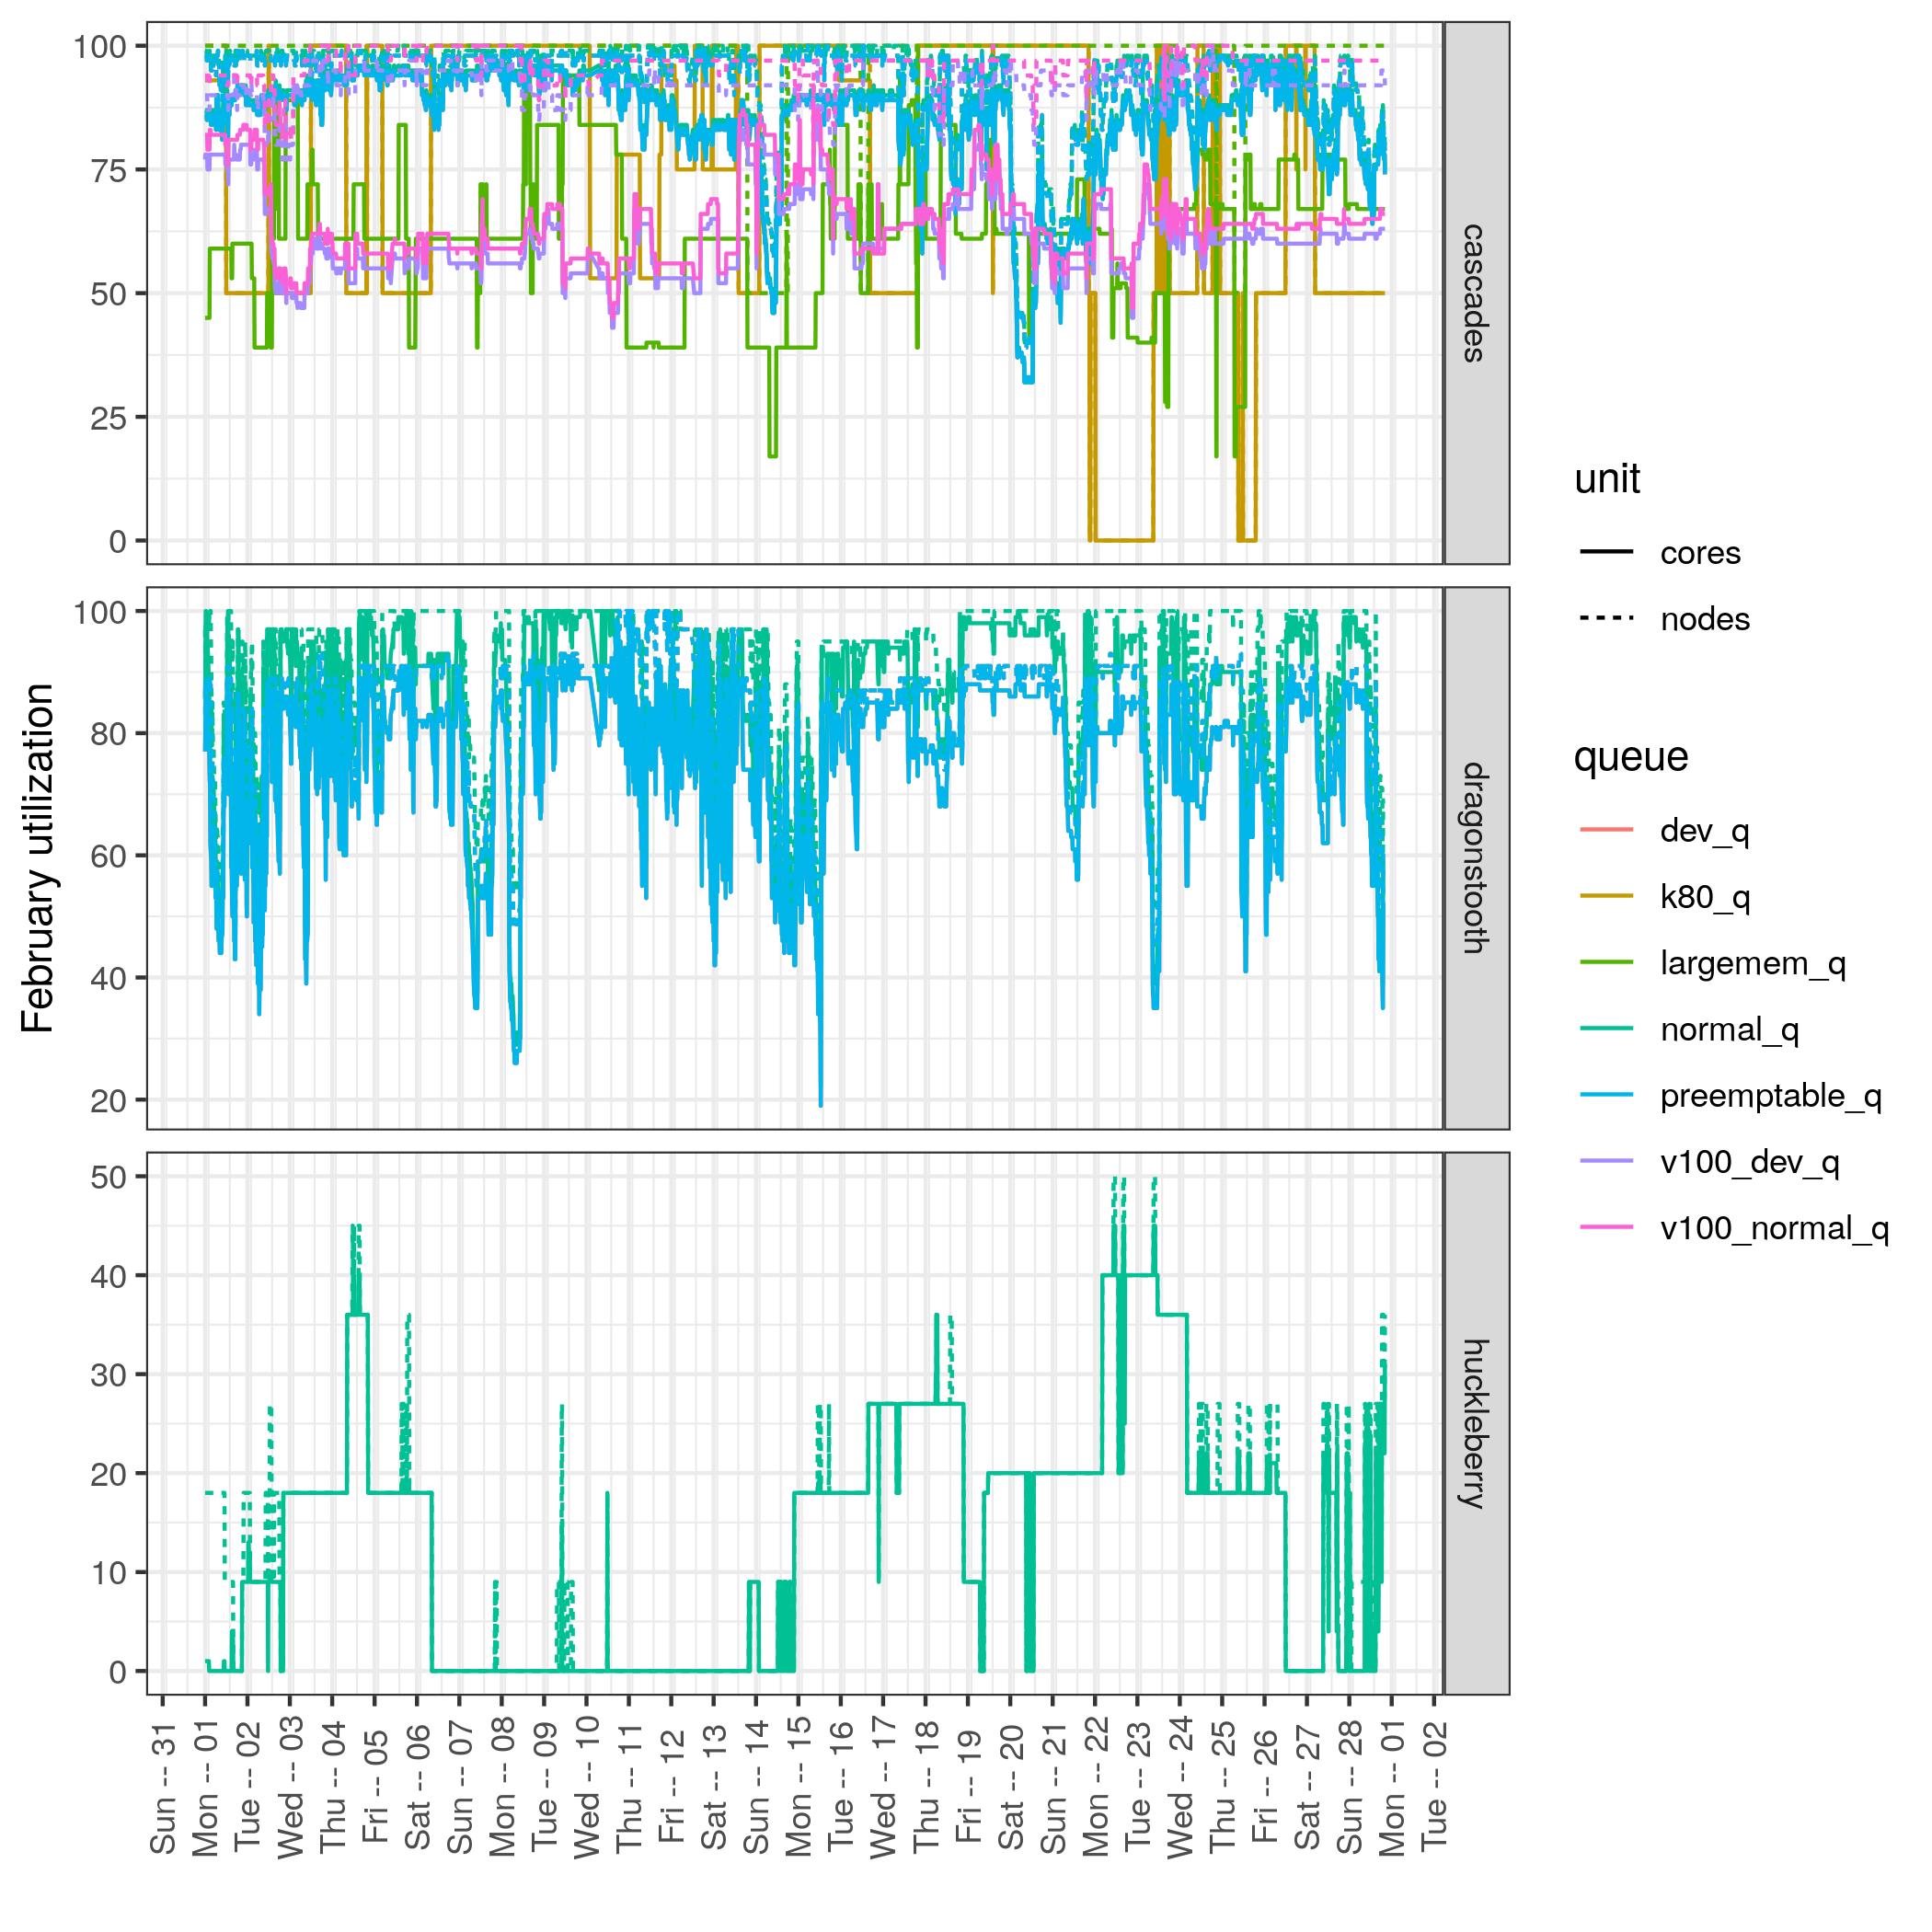 February utilization
100
75
50
25
0
cascades
100
80
60
40
20
dragonstooth
50
40
30
20
10
0
huckleberry
Sun -- 31
Mon -- 01
Tue -- 02
Wed -- 03
Thu -- 04
Fri -- 05
Sat -- 06
Sun -- 07
Mon -- 08
Tue -- 09
Wed -- 10
Thu -- 11
Fri -- 12
Sat -- 13
Sun -- 14
Mon -- 15
Tue -- 16
Wed -- 17
Thu -- 18
Fri -- 19
Sat -- 20
Sun -- 21
Mon -- 22
Tue -- 23
Wed -- 24
Thu -- 25
Fri -- 26
Sat -- 27
Sun -- 28
Mon -- 01
Tue -- 02
unit
cores
nodes
queue
dev_q
k80_q
largemem_q
normal_q
preemptable_q
v100_dev_q
v100_normal_q